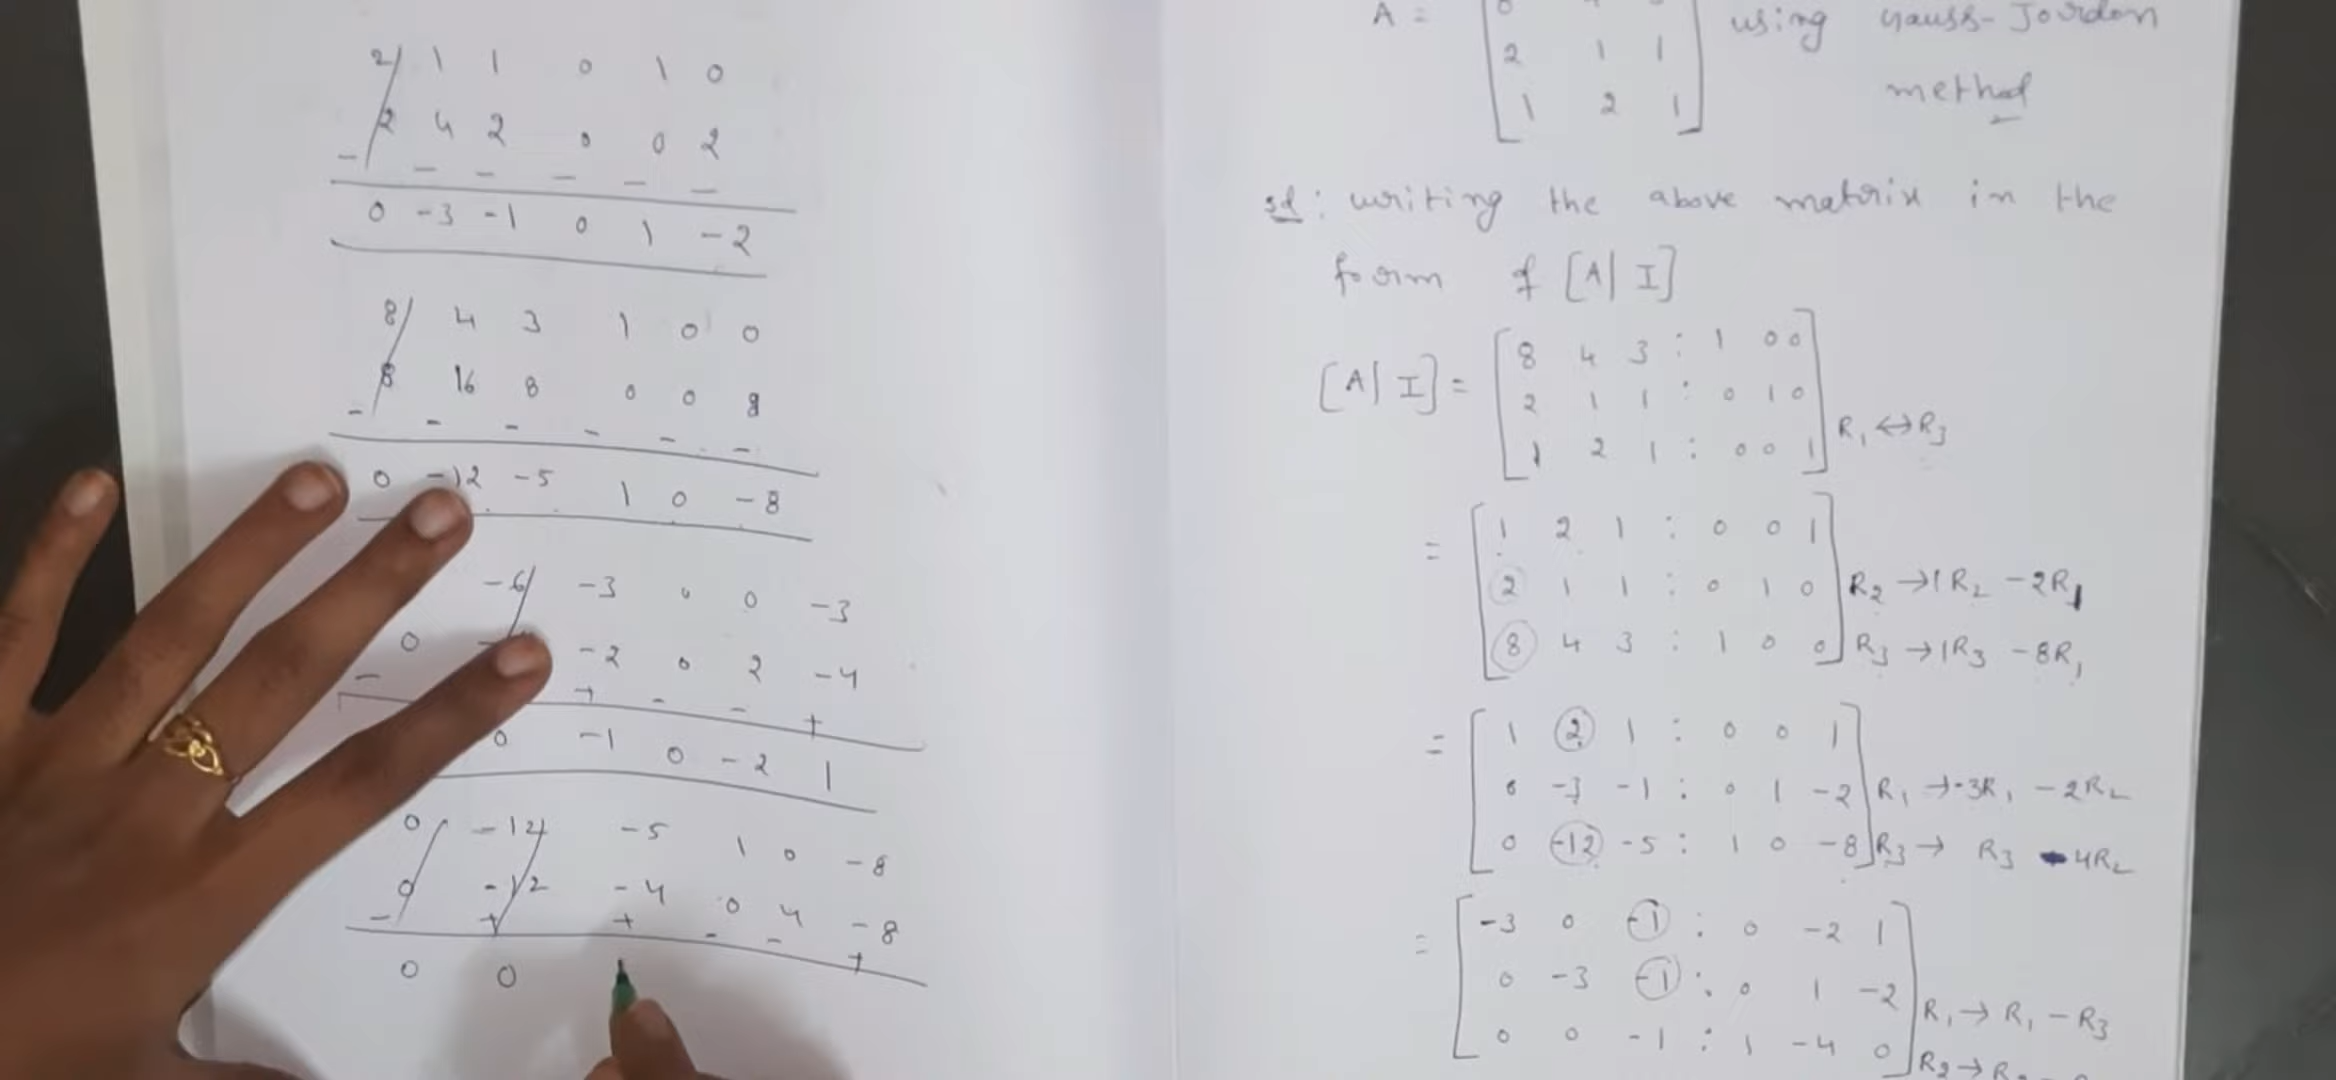 2 1 1 0 1 0
2 4 2 0 0 2
- - - - - -
0 -3 -1 0 1 -2
8 4 3 1 0 0
8 16 8 0 0 8
- - - - - -
0 -12 -5 1 0 -8
-6 -3 0 0 -3
0 -2 0 2 -4
- + - - +
0 -1 0 -2 1
0 -12 -5 1 0 -8
0 -12 -4 0 4 -8
- + + - - +
0 0
A = using Gauss-Jordon
2 1 1
method
1 2 1
sol: writing the above matrix in the
form of [A| I]
8 4 3 : 1 0 0
[A| I] = 2 1 1 : 0 1 0
1 2 1 : 0 0 1 R1 ↔ R3
1 2 1 : 0 0 1
= 2 1 1 : 0 1 0 R2 → 1R2 - 2R1
8 4 3 : 1 0 0 R3 → 1R3 - 8R1
= 1 2 1 : 0 0 1
0 -3 -1 : 0 1 -2 R1 → -3R1 - 2R2
0 -12 -5 : 1 0 -8 R3 → R3 - 4R2
= -3 0 -1 : 0 -2 1
0 -3 -1 : 0 1 -2 R1 → R1 - R3
0 0 -1 : 1 -4 0 R2 →